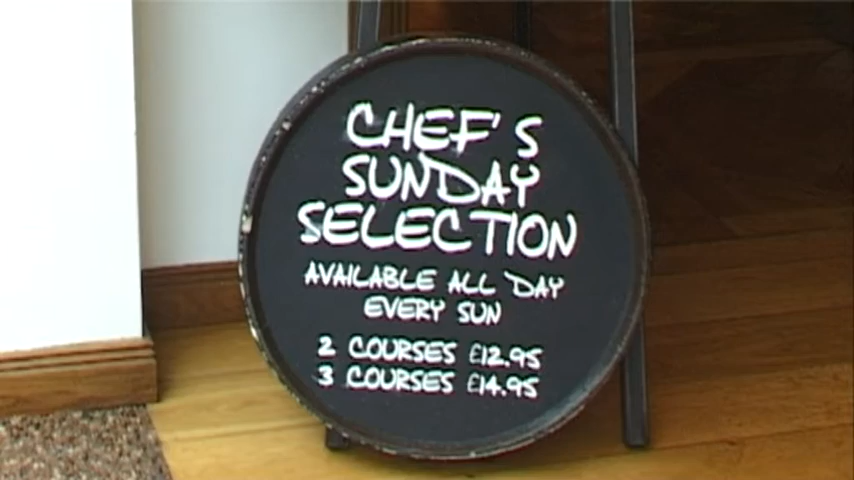 CHEF'S
SUNDAY
SELECTION
AVAILABLE ALL DAY
EVERY SUN
2 COURSES £12.95
3 COURSES £14.95